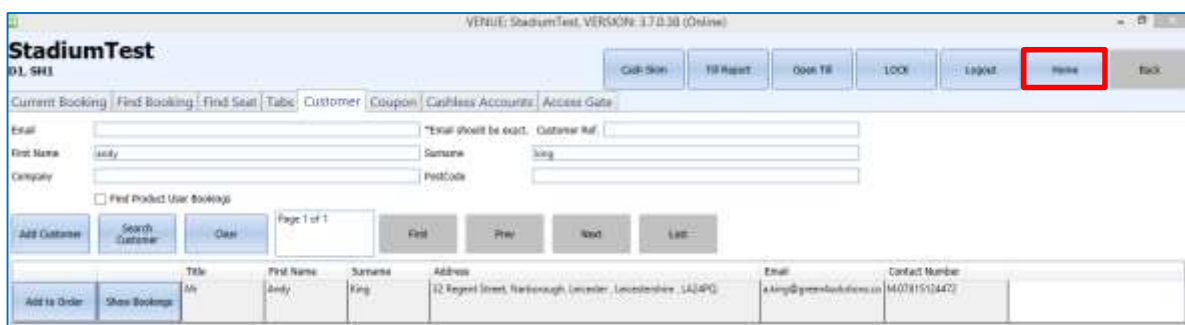 VENUE: StadiumTest, VERSION: 3.7.0.38 (Online)
StadiumTest
D1, SH1
Cash Skim Till Report Open Till LOCK Logout Home Back
Current Booking Find Booking Find Seat Tabs Customer Coupon Cashless Accounts Access Gate
Email *Email should be exact. Customer Ref.
First Name andy Surname king
Company PostCode
Find Product User Bookings
Add Customer Search Customer Clear Page 1 of 1 First Prev Next Last
Title First Name Surname Address Email Contact Number
Add to Order Show Bookings Mr Andy King 32 Regent Street, Narborough, Leicester, Leicestershire, M:07815124472